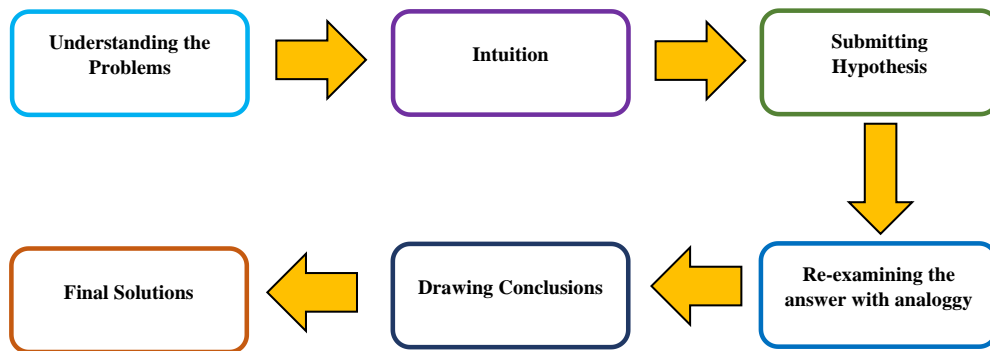 Understanding the
Problems
Intuition
Submitting
Hypothesis
Re-examining the
answer with analoggy
Drawing Conclusions
Final Solutions